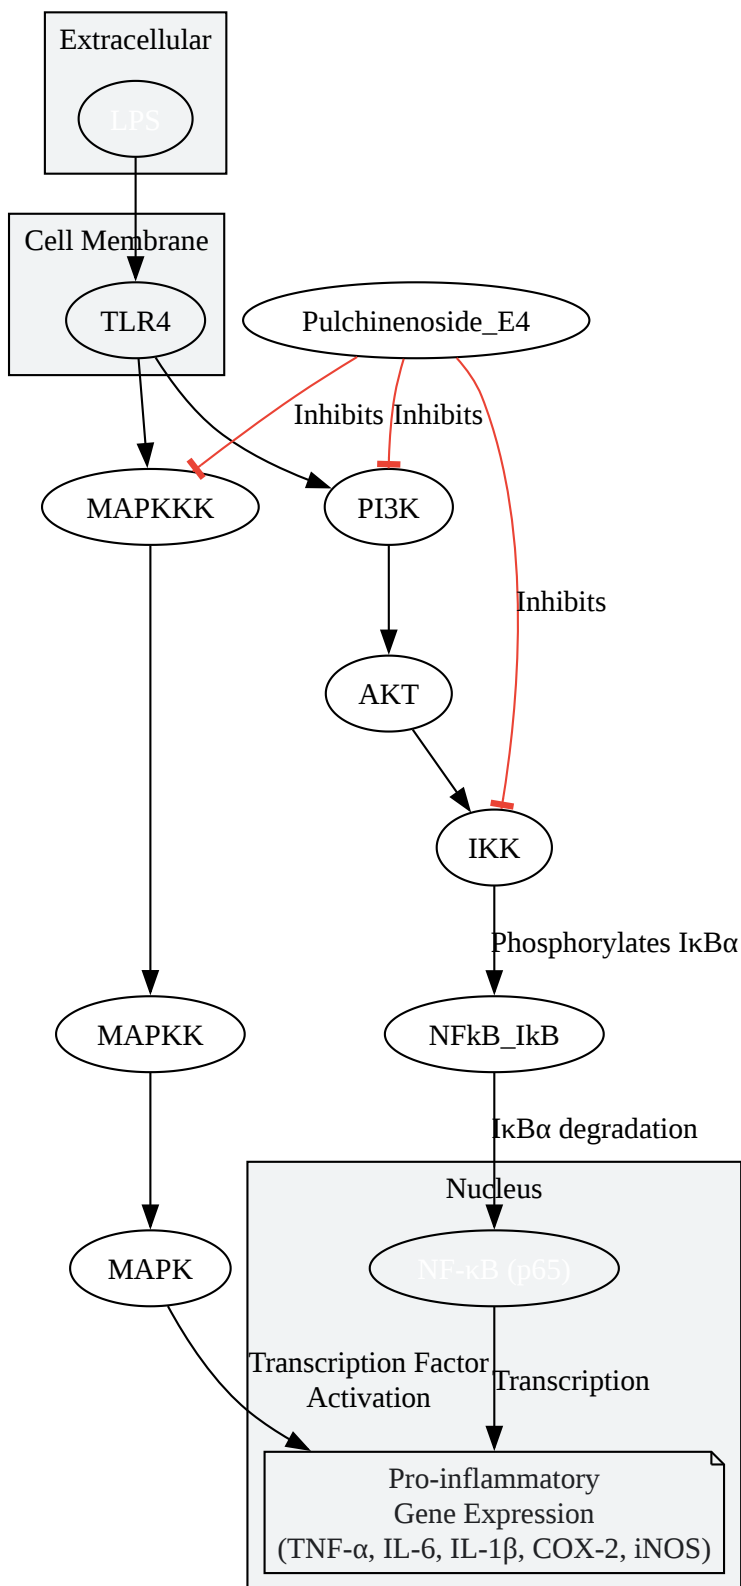 Extracellular
LPS
Cell Membrane
TLR4
Pulchinenoside_E4
Inhibits
Inhibits
MAPKKK
PI3K
Inhibits
AKT
IKK
Phosphorylates IκBα
MAPKK
NFkB_IkB
IκBα degradation
Nucleus
MAPK
NF-κB (p65)
Transcription Factor
Activation
Transcription
Pro-inflammatory
Gene Expression
(TNF-α, IL-6, IL-1β, COX-2, iNOS)